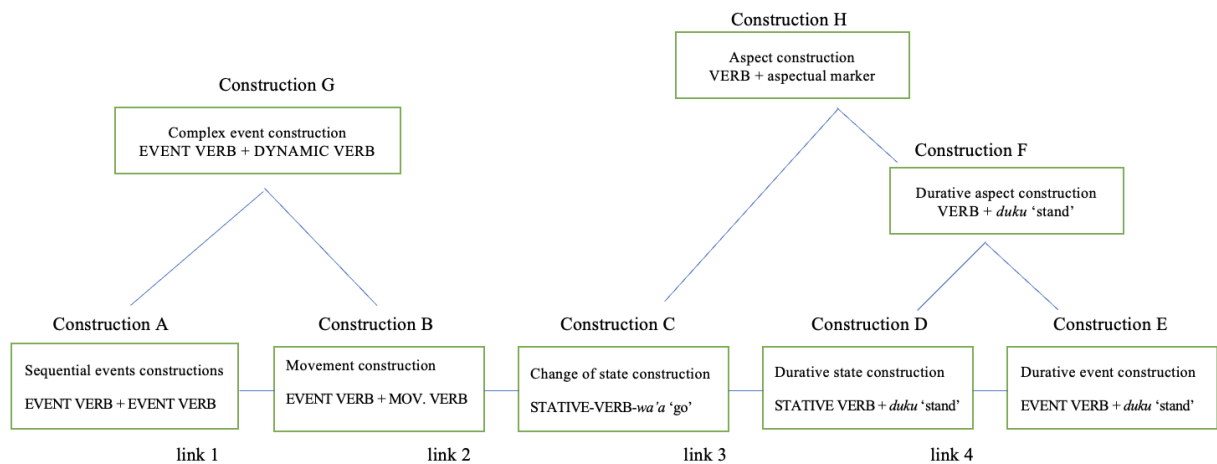 Construction H
Aspect construction
VERB + aspectual marker
Construction G
Complex event construction
EVENT VERB + DYNAMIC VERB
Construction F
Durative aspect construction
VERB + duku ‘stand’
Construction A
Sequential events constructions
EVENT VERB + EVENT VERB
Construction B
Movement construction
EVENT VERB + MOV. VERB
Construction C
Change of state construction
STATIVE-VERB-wa’a ‘go’
Construction D
Durative state construction
STATIVE VERB + duku ‘stand’
Construction E
Durative event construction
EVENT VERB + duku ‘stand’
link 1
link 2
link 3
link 4